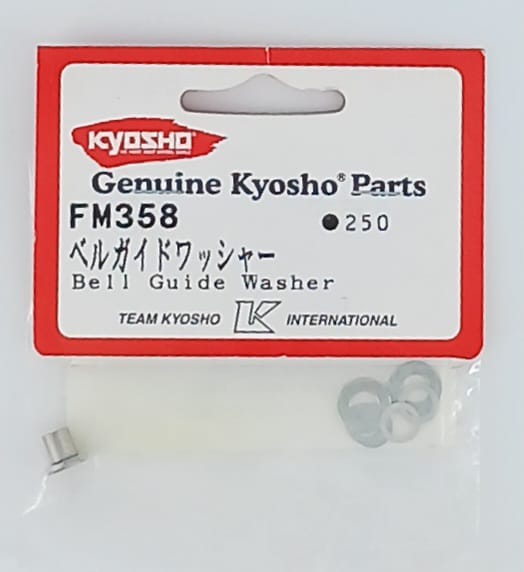 KYOSHO
Genuine Kyosho® Parts
FM358 ●250
ベルガイドワッシャー
Bell Guide Washer
TEAM KYOSHO K INTERNATIONAL